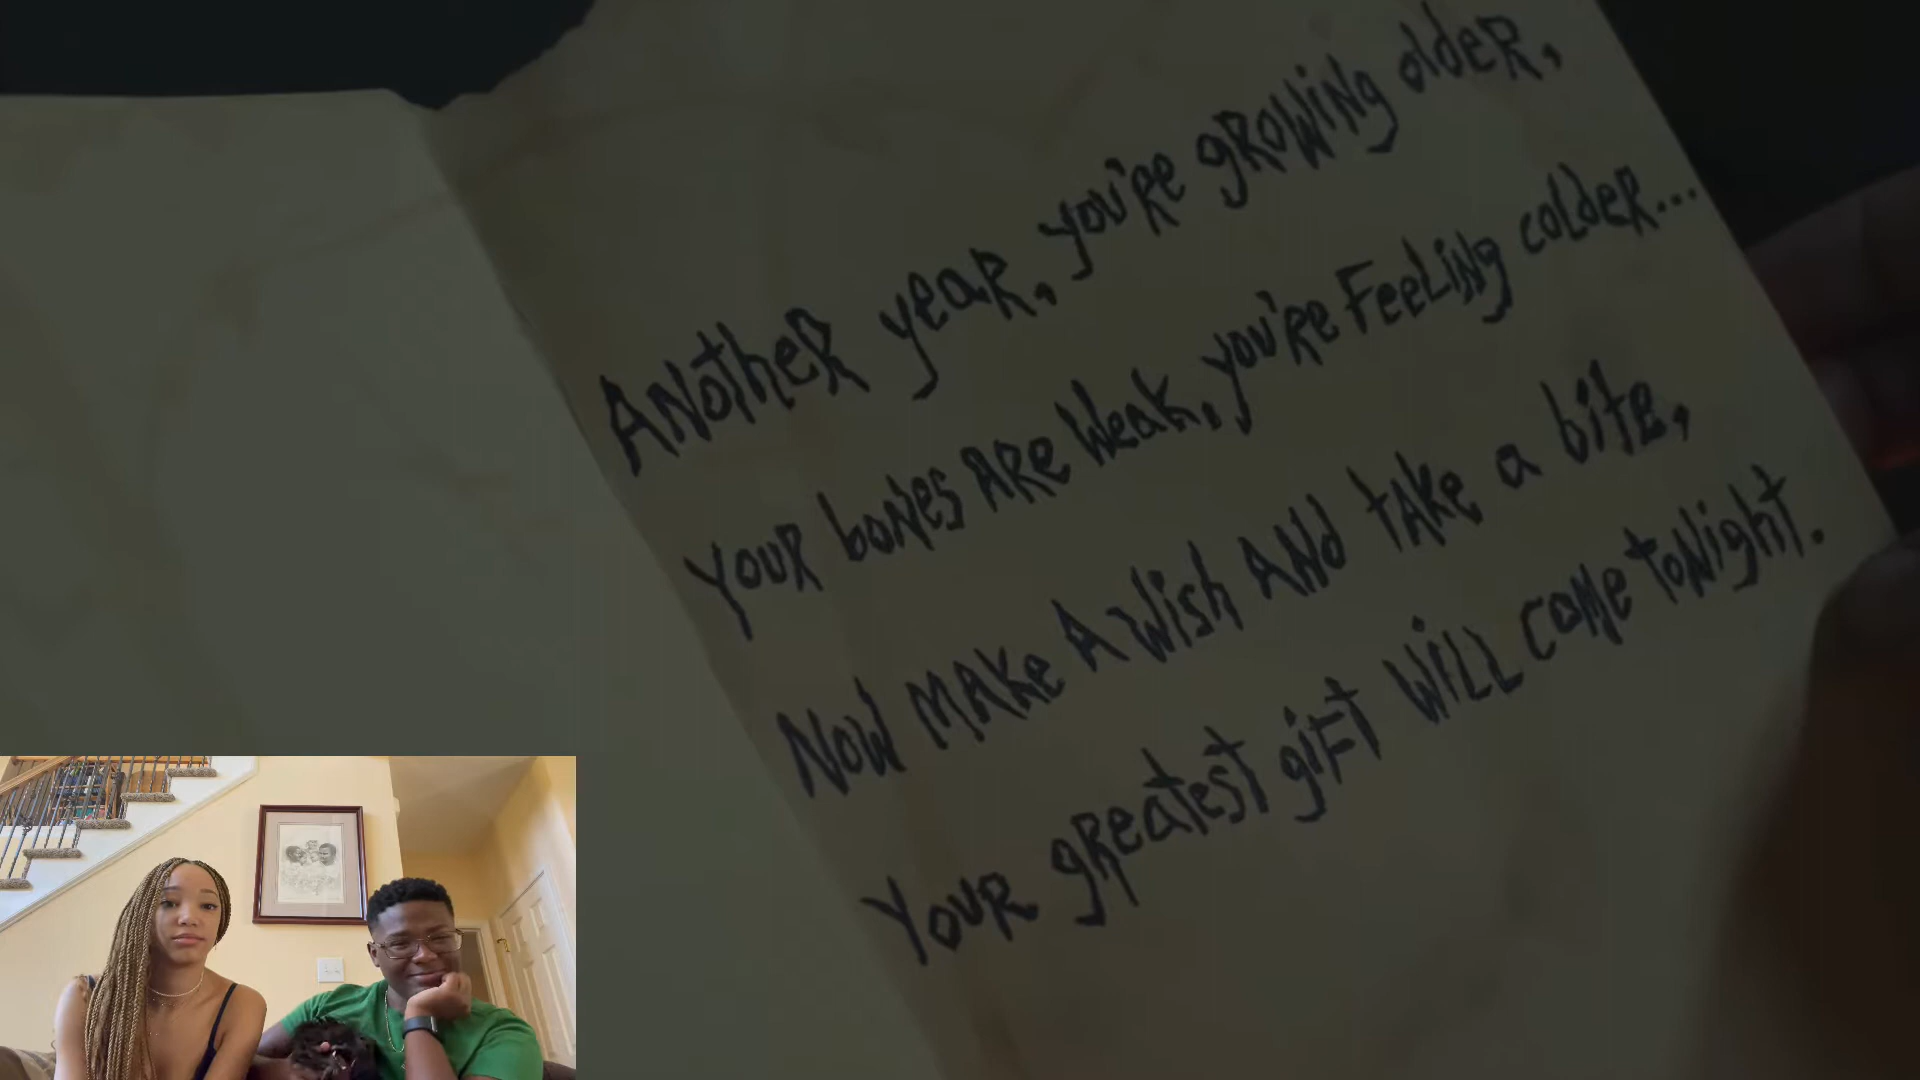 Another year, you're growing older,
Your bones are weak, you're feeling colder...
Now make a wish and take a bite,
Your greatest gift will come tonight.